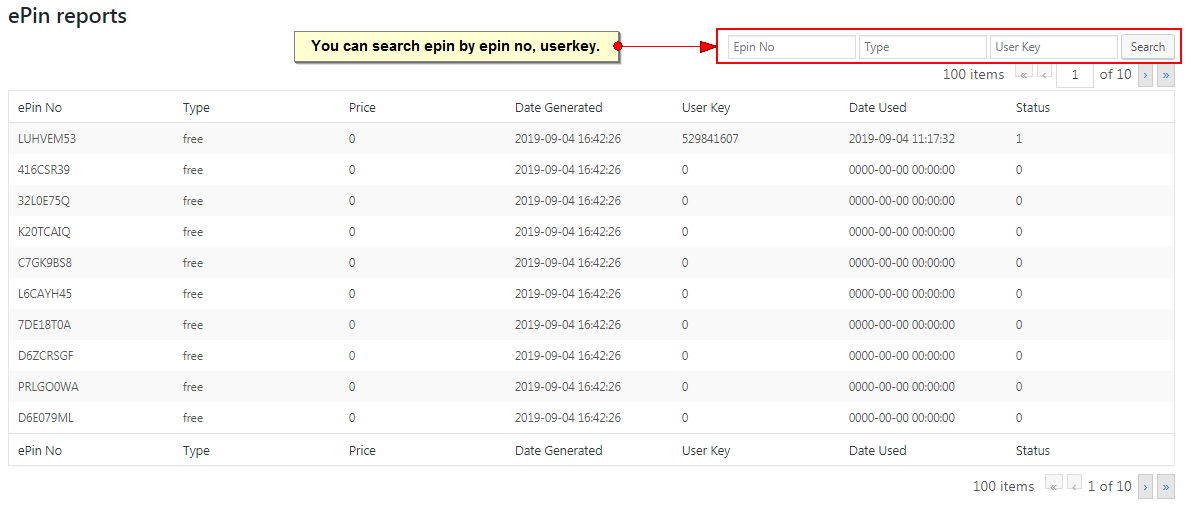 ePin reports
You can search epin by epin no, userkey.
Epin No Type User Key Search
100 items « ‹ 1 of 10 › »
ePin No Type Price Date Generated User Key Date Used Status
LUHVEM53 free 0 2019-09-04 16:42:26 529841607 2019-09-04 11:17:32 1
416CSR39 free 0 2019-09-04 16:42:26 0 0000-00-00 00:00:00 0
32L0E75Q free 0 2019-09-04 16:42:26 0 0000-00-00 00:00:00 0
K20TCAIQ free 0 2019-09-04 16:42:26 0 0000-00-00 00:00:00 0
C7GK9BS8 free 0 2019-09-04 16:42:26 0 0000-00-00 00:00:00 0
L6CAYH45 free 0 2019-09-04 16:42:26 0 0000-00-00 00:00:00 0
7DE18T0A free 0 2019-09-04 16:42:26 0 0000-00-00 00:00:00 0
D6ZCRSGF free 0 2019-09-04 16:42:26 0 0000-00-00 00:00:00 0
PRLGO0WA free 0 2019-09-04 16:42:26 0 0000-00-00 00:00:00 0
D6E079ML free 0 2019-09-04 16:42:26 0 0000-00-00 00:00:00 0
ePin No Type Price Date Generated User Key Date Used Status
100 items « ‹ 1 of 10 › »